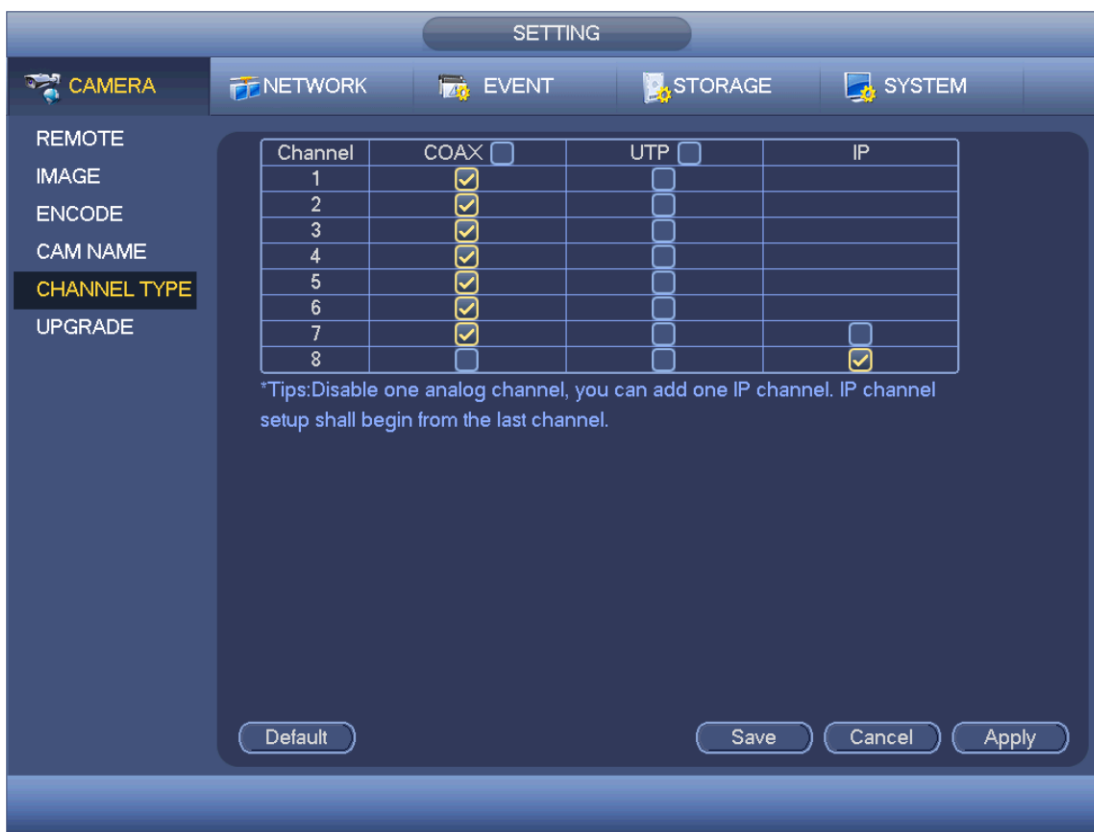 SETTING
CAMERA NETWORK EVENT STORAGE SYSTEM
REMOTE
IMAGE
ENCODE
CAM NAME
CHANNEL TYPE
UPGRADE
Channel COAX UTP IP
1
2
3
4
5
6
7
8
*Tips:Disable one analog channel, you can add one IP channel. IP channel
setup shall begin from the last channel.
Default Save Cancel Apply